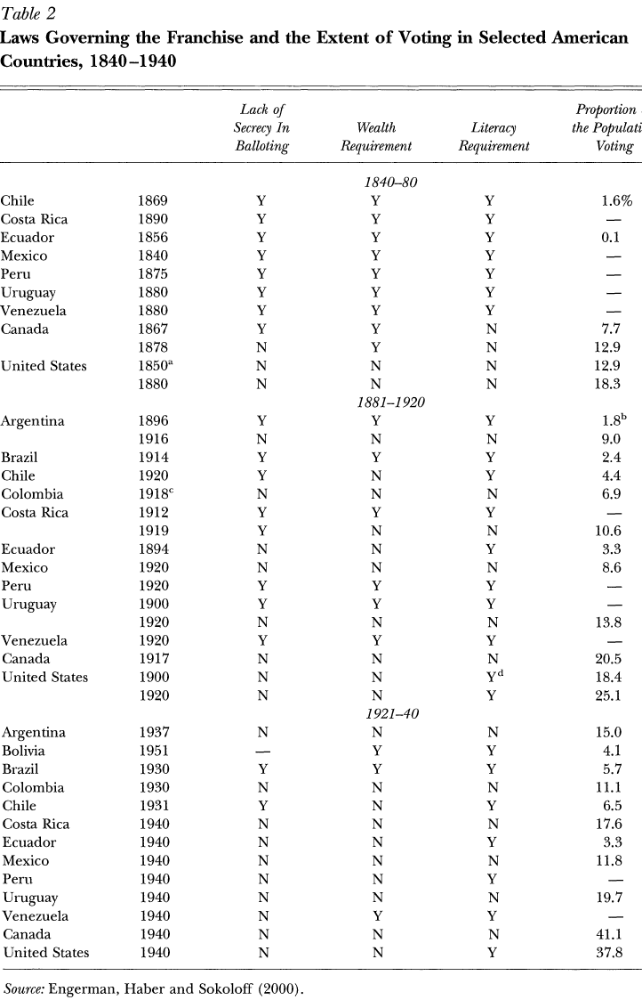 Table 2
Laws Governing the Franchise and the Extent of Voting in Selected American
Countries, 1840–1940
Lack of
Secrecy In
Balloting
Wealth
Requirement
Literacy
Requirement
Proportion
the Populati
Voting
1840–80
Chile 1869 Y Y Y 1.6%
Costa Rica 1890 Y Y Y —
Ecuador 1856 Y Y Y 0.1
Mexico 1840 Y Y Y —
Peru 1875 Y Y Y —
Uruguay 1880 Y Y Y —
Venezuela 1880 Y Y Y —
Canada 1867 Y Y N 7.7
1878 N Y N 12.9
United States 1850a N N N 12.9
1880 N N N 18.3
1881–1920
Argentina 1896 Y Y Y 1.8b
1916 N N N 9.0
Brazil 1914 Y Y Y 2.4
Chile 1920 Y N Y 4.4
Colombia 1918c N N N 6.9
Costa Rica 1912 Y Y Y —
1919 Y N N 10.6
Ecuador 1894 N N Y 3.3
Mexico 1920 N N N 8.6
Peru 1920 Y Y Y —
Uruguay 1900 Y Y Y —
1920 N N N 13.8
Venezuela 1920 Y Y Y —
Canada 1917 N N N 20.5
United States 1900 N N Yd 18.4
1920 N N Y 25.1
1921–40
Argentina 1937 N N N 15.0
Bolivia 1951 — Y Y 4.1
Brazil 1930 Y Y Y 5.7
Colombia 1930 N N N 11.1
Chile 1931 Y N Y 6.5
Costa Rica 1940 N N N 17.6
Ecuador 1940 N N Y 3.3
Mexico 1940 N N N 11.8
Peru 1940 N N Y —
Uruguay 1940 N N N 19.7
Venezuela 1940 N Y Y —
Canada 1940 N N N 41.1
United States 1940 N N Y 37.8
Source: Engerman, Haber and Sokoloff (2000).